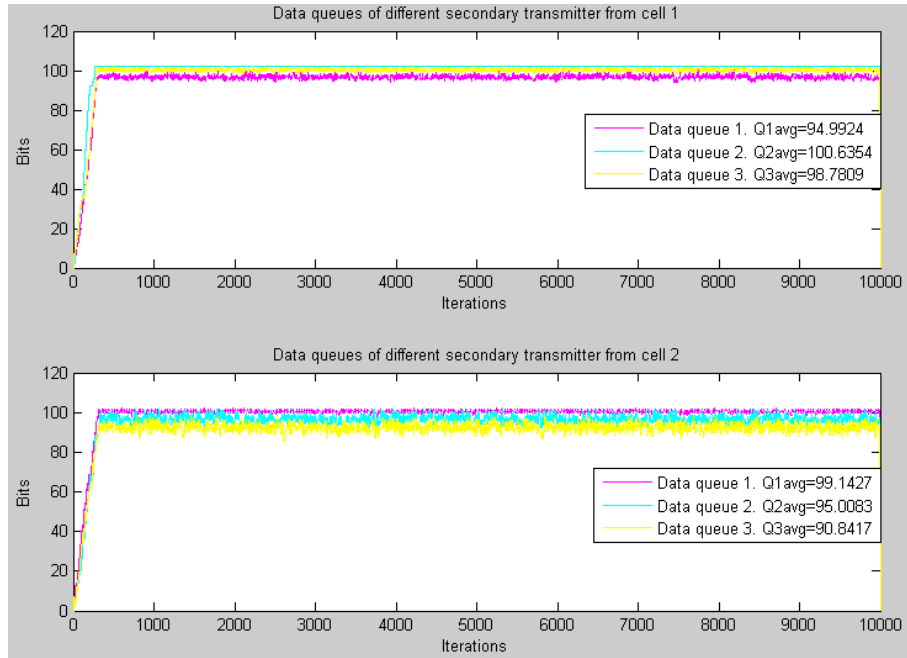 Data queues of different secondary transmitter from cell 1
120
100
80
60
40
20
0
Bits
Data queue 1. Q1avg=94.9924
Data queue 2. Q2avg=100.6354
Data queue 3. Q3avg=98.7809
0 1000 2000 3000 4000 5000 6000 7000 8000 9000 10000
Iterations
Data queues of different secondary transmitter from cell 2
120
100
80
60
40
20
0
Bits
Data queue 1. Q1avg=99.1427
Data queue 2. Q2avg=95.0083
Data queue 3. Q3avg=90.8417
0 1000 2000 3000 4000 5000 6000 7000 8000 9000 10000
Iterations